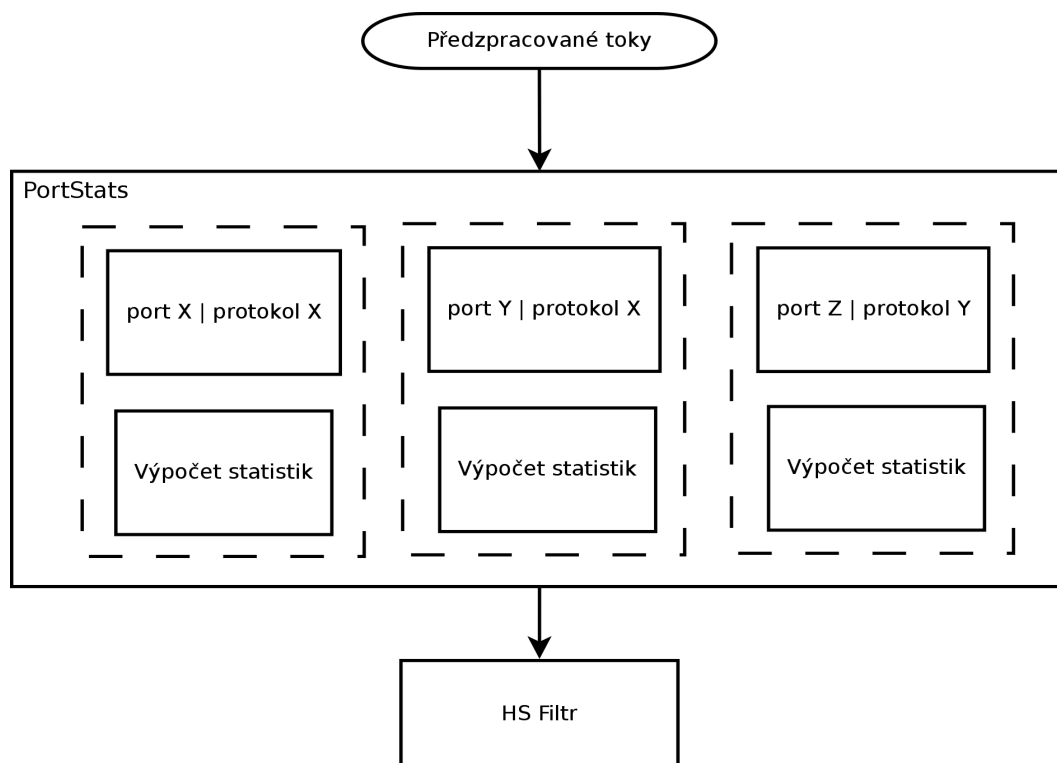 Předzpracované toky
PortStats
port X | protokol X
port Y | protokol X
port Z | protokol Y
Výpočet statistik
Výpočet statistik
Výpočet statistik
HS Filtr